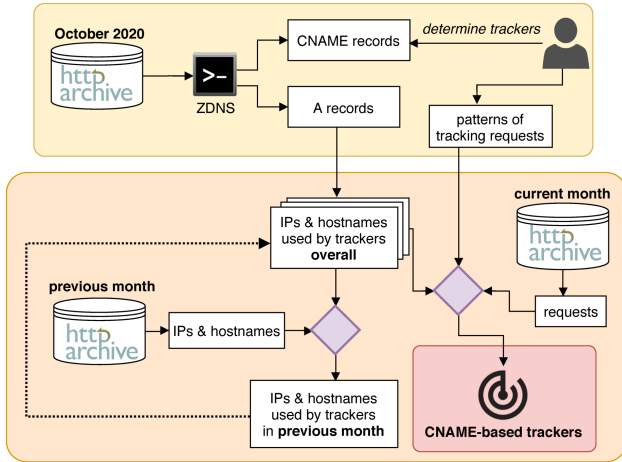 October 2020
http
archive
>-
ZDNS
CNAME records
determine trackers
A records
patterns of
tracking requests
IPs & hostnames
used by trackers
overall
current month
http
archive
requests
previous month
http
archive
IPs & hostnames
IPs & hostnames
used by trackers
in previous month
CNAME-based trackers